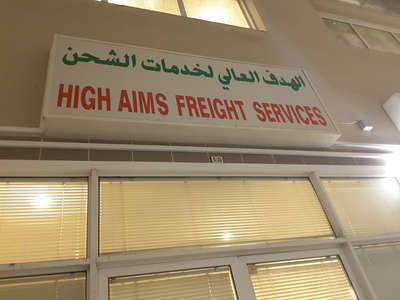 الهدف العالي لخدمات الشحن
HIGH AIMS FREIGHT SERVICES